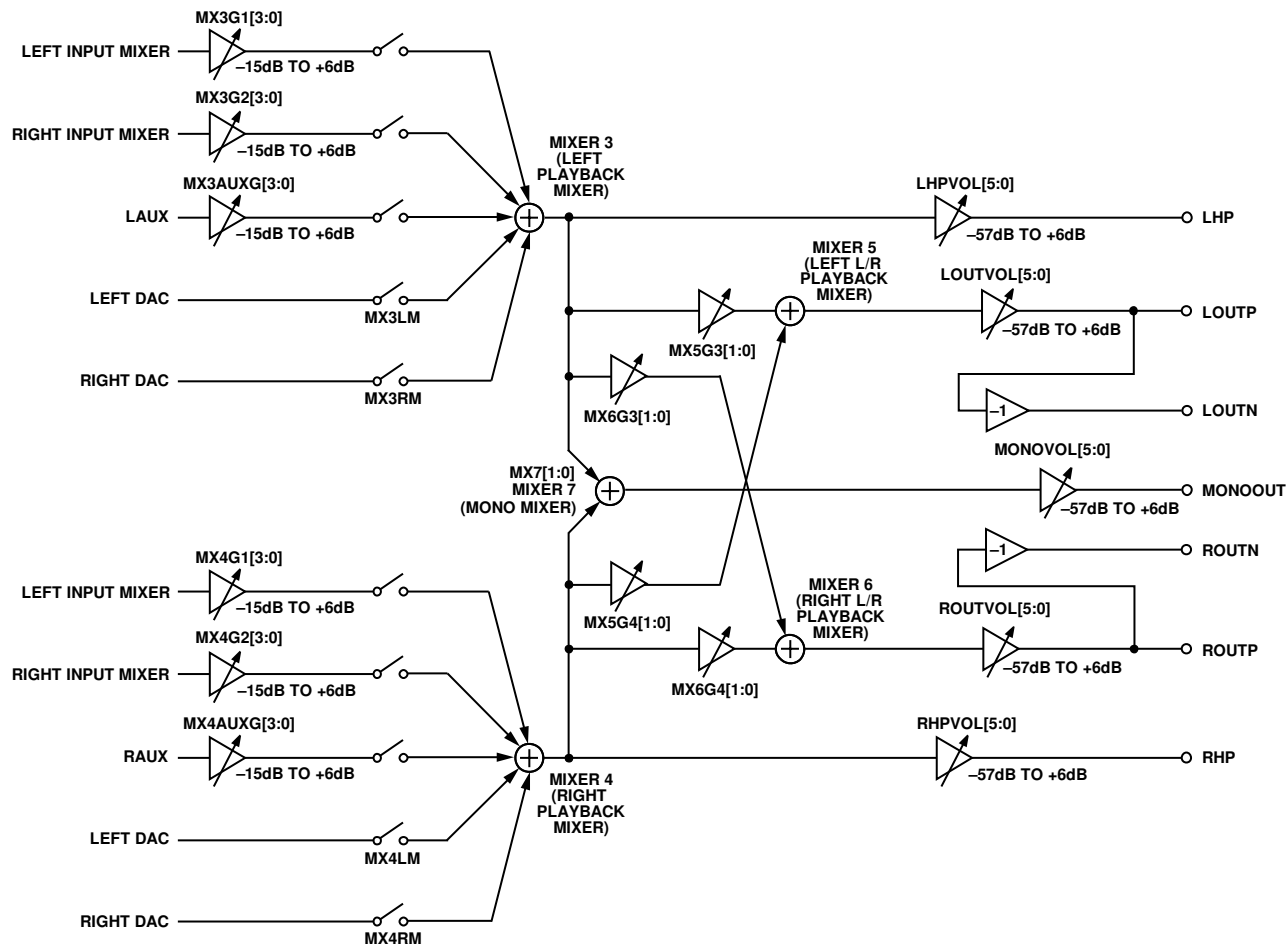 MX3G1[3:0]
LEFT INPUT MIXER
–15dB TO +6dB
MX3G2[3:0]
RIGHT INPUT MIXER
–15dB TO +6dB
MX3AUXG[3:0]
LAUX
–15dB TO +6dB
LEFT DAC
MX3LM
RIGHT DAC
MX3RM
MIXER 3
(LEFT
PLAYBACK
MIXER)
LHPVOL[5:0]
–57dB TO +6dB
LHP
MIXER 5
(LEFT L/R
PLAYBACK
MIXER)
LOUTVOL[5:0]
–57dB TO +6dB
LOUTP
MX5G3[1:0]
MX6G3[1:0]
–1
LOUTN
MX7[1:0]
MIXER 7
(MONO MIXER)
MONOVOL[5:0]
–57dB TO +6dB
MONOOUT
–1
ROUTN
MX5G4[1:0]
MIXER 6
(RIGHT L/R
PLAYBACK
MIXER)
ROUTVOL[5:0]
–57dB TO +6dB
ROUTP
MX6G4[1:0]
MX4G1[3:0]
LEFT INPUT MIXER
–15dB TO +6dB
MX4G2[3:0]
RIGHT INPUT MIXER
–15dB TO +6dB
MX4AUXG[3:0]
RAUX
–15dB TO +6dB
LEFT DAC
MX4LM
RIGHT DAC
MX4RM
MIXER 4
(RIGHT
PLAYBACK
MIXER)
RHPVOL[5:0]
–57dB TO +6dB
RHP